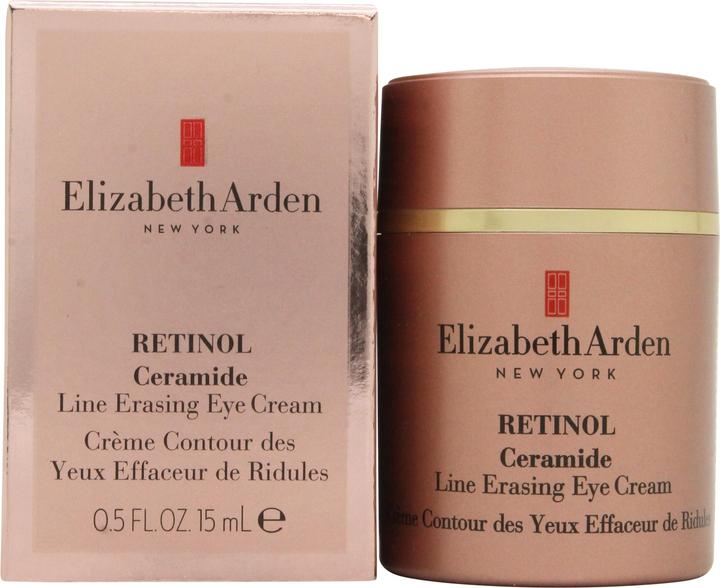 Elizabeth Arden
NEW YORK
RETINOL
Ceramide
Line Erasing Eye Cream
Crème Contour des
Yeux Effaceur de Ridules
0.5 FL.OZ. 15 mL ℮
Elizabeth Arden
NEW YORK
RETINOL
Ceramide
Line Erasing Eye Cream
Crème Contour des Yeux Effaceur de Ridules